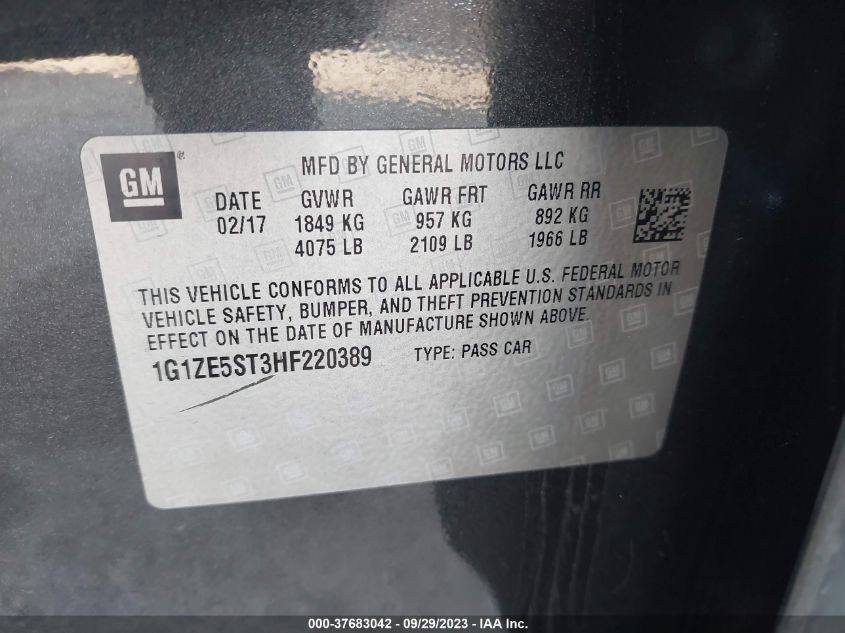 GM ®
MFD BY GENERAL MOTORS LLC
DATE GVWR GAWR FRT GAWR RR
02/17 1849 KG 957 KG 892 KG
4075 LB 2109 LB 1966 LB
THIS VEHICLE CONFORMS TO ALL APPLICABLE U.S. FEDERAL MOTOR
VEHICLE SAFETY, BUMPER, AND THEFT PREVENTION STANDARDS IN
EFFECT ON THE DATE OF MANUFACTURE SHOWN ABOVE.
1G1ZE5ST3HF220389 TYPE: PASS CAR
000-37683042 - 09/29/2023 - IAA Inc.